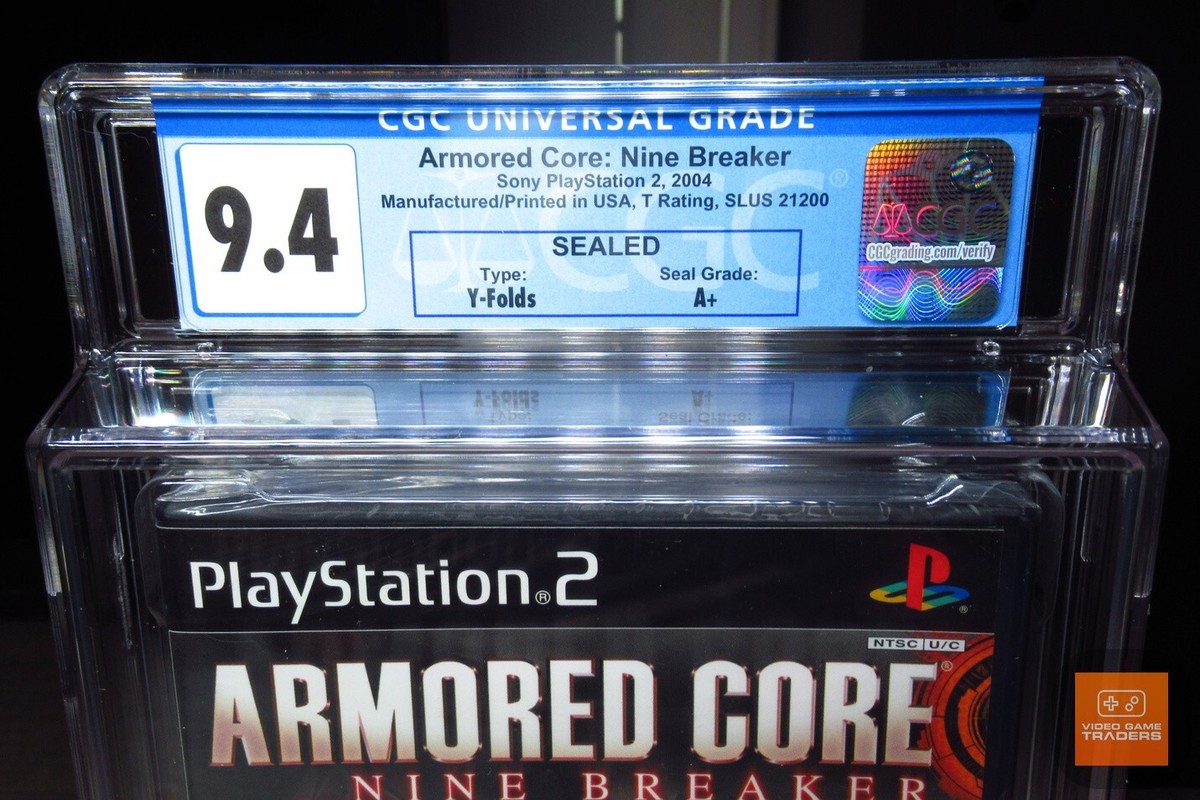 CGC UNIVERSAL GRADE
9.4
Armored Core: Nine Breaker
Sony PlayStation 2, 2004
Manufactured/Printed in USA, T Rating, SLUS 21200
CGC®
SEALED
Type:
Y-Folds
Seal Grade:
A+
CGC
CGCgrading.com/verify
PlayStation®2
P®
NTSC U/C
ARMORED CORE®
NINE BREAKER
VIDEO GAME
TRADERS